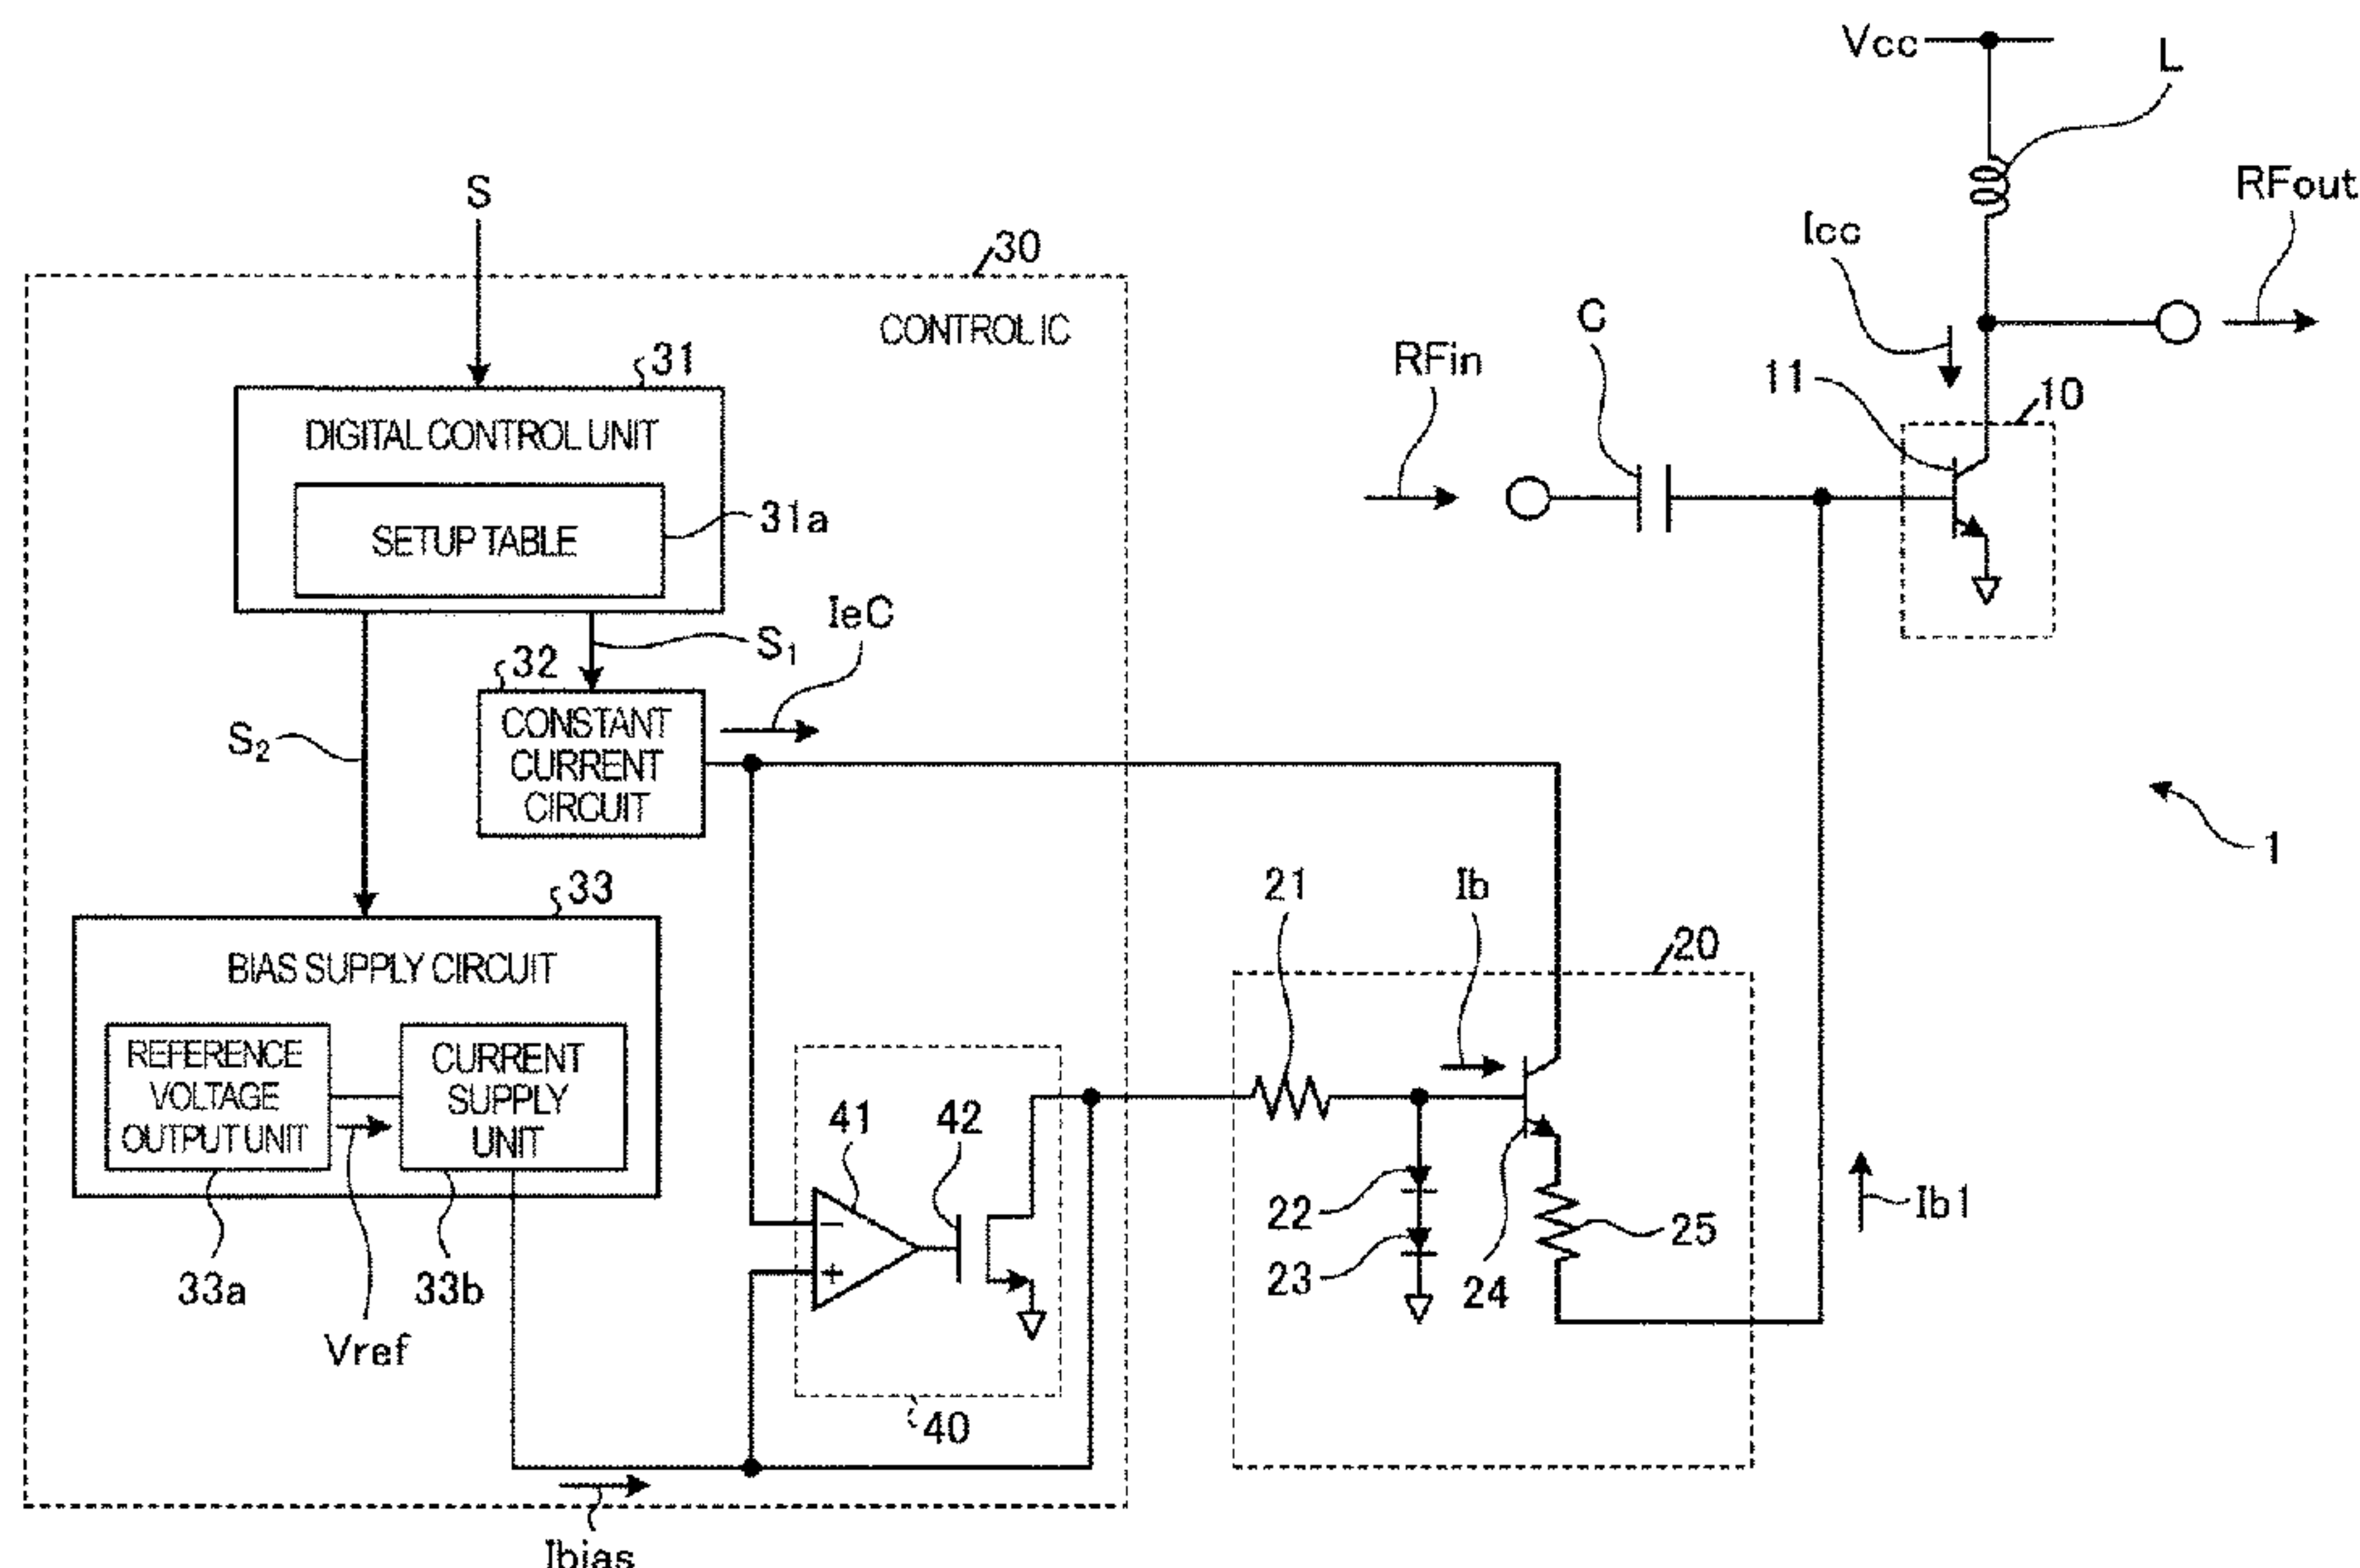 Vcc
L
RFout
Icc
S
30
CONTROL IC
C
RFin
11
10
31
DIGITAL CONTROL UNIT
SETUP TABLE
31a
IeC
S1
32
CONSTANT
CURRENT
CIRCUIT
S2
1
33
BIAS SUPPLY CIRCUIT
REFERENCE
VOLTAGE
OUTPUT UNIT
CURRENT
SUPPLY
UNIT
21
Ib
20
41
42
22
23
24
25
Ib1
33a
33b
Vref
40
Ibias